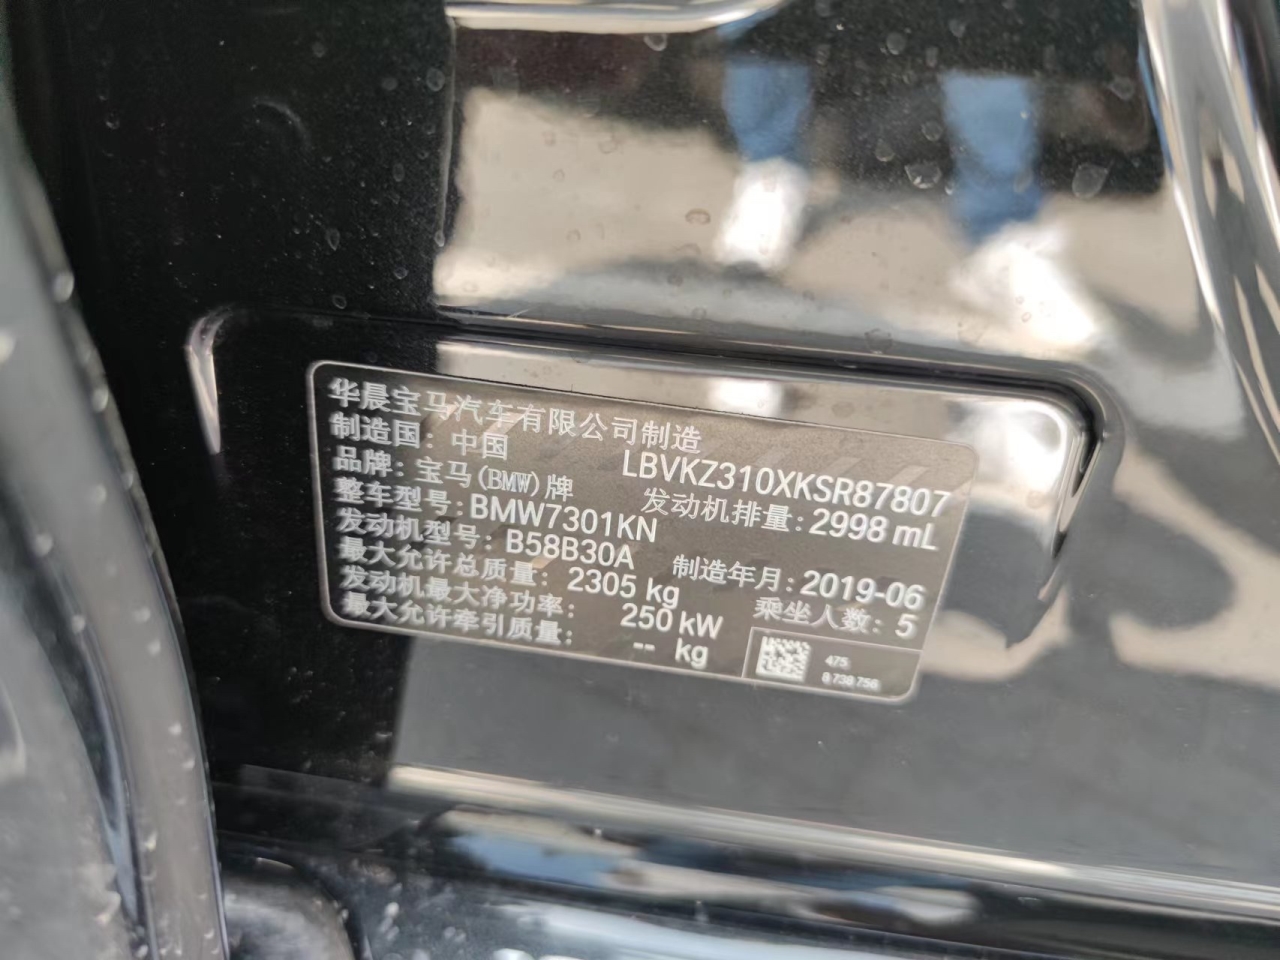 华晨宝马汽车有限公司制造
制造国：中国 LBVKZ310XKSR87807
品牌：宝马(BMW)牌 发动机排量：2998 mL
整车型号：BMW7301KN
发动机型号：B58B30A 制造年月：2019-06
最大允许总质量：2305 kg 乘坐人数：5
发动机最大净功率：250 kW
最大允许牵引质量：-- kg
475
8 738 756